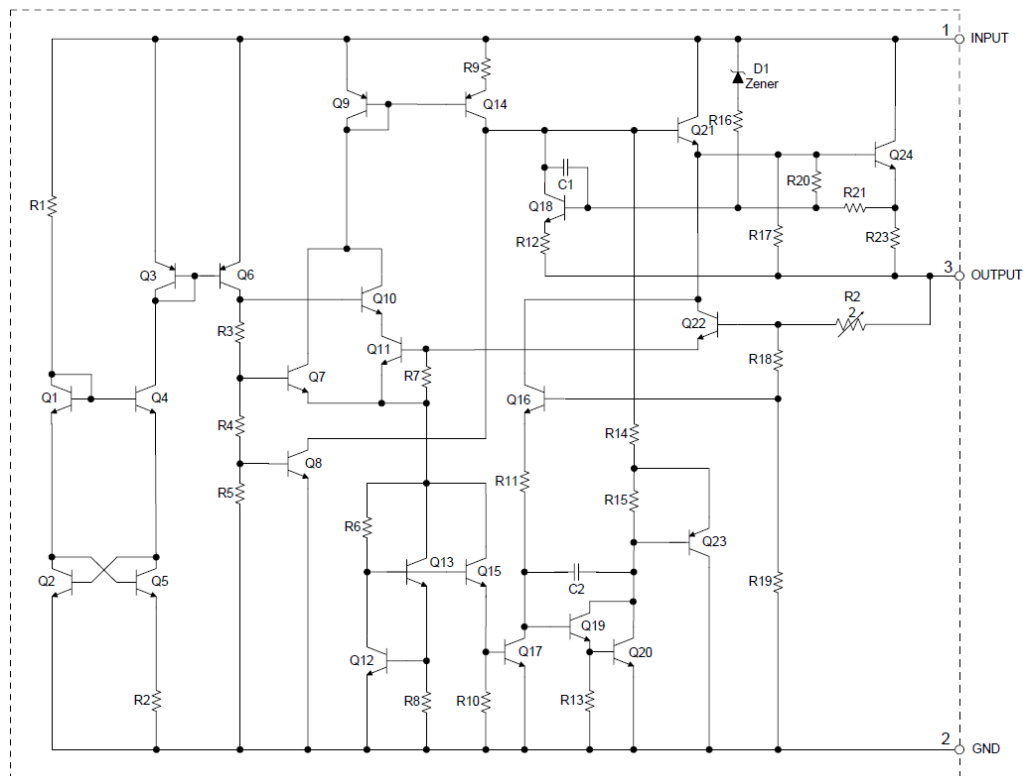 1
INPUT
R9
D1
Zener
Q9
Q14
R16
Q21
Q24
C1
R20
R21
R1
Q18
R12
R17
R23
Q3
Q6
3
OUTPUT
Q10
R2
2
R3
Q22
Q11
R7
R18
Q7
Q1
Q4
Q16
R4
R14
Q8
R11
R5
R15
R6
Q23
Q13
Q15
Q2
Q5
C2
R19
Q19
Q12
Q17
Q20
R2
R8
R10
R13
2
GND